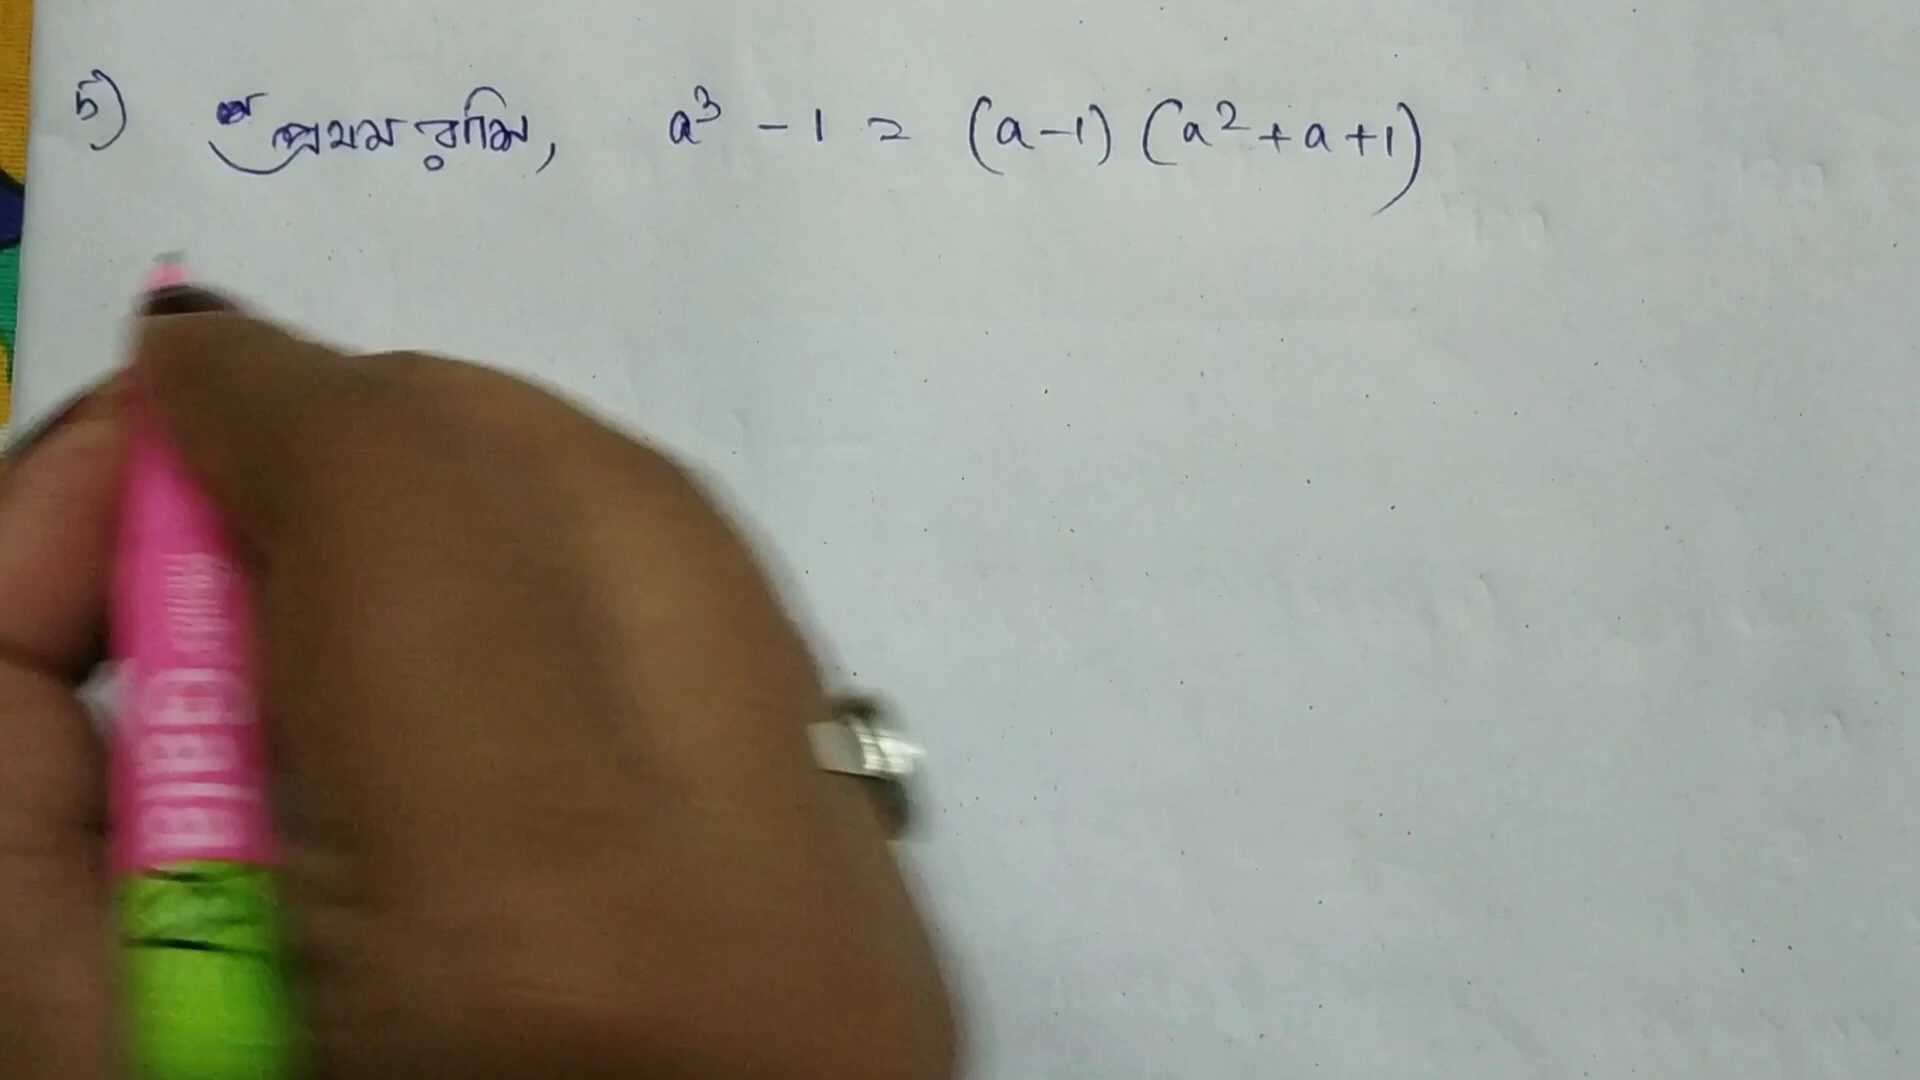 5) প্রথম রাশি, a³ - 1 = (a-1) (a²+a+1)